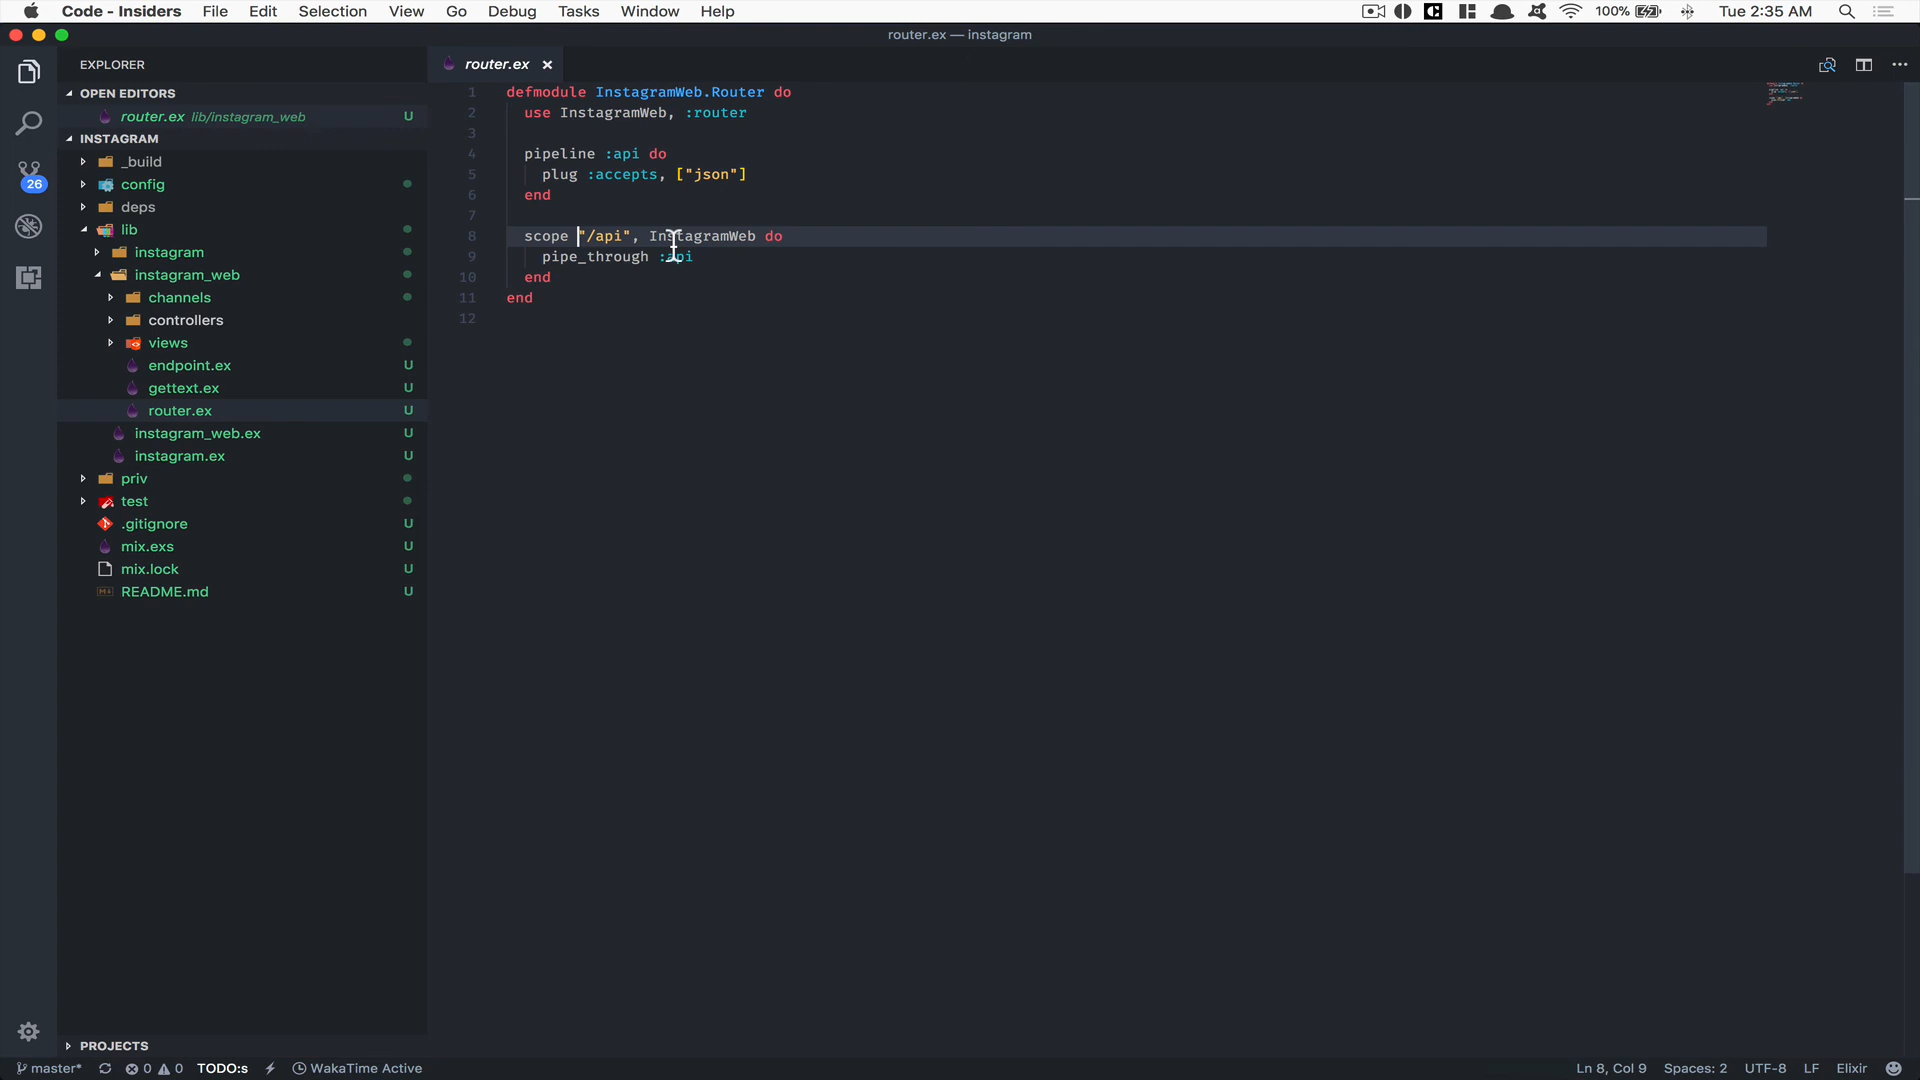 Code - Insiders File Edit Selection View Go Debug Tasks Window Help 100% Tue 2:35 AM
router.ex — instagram
EXPLORER
router.ex
OPEN EDITORS
router.ex lib/instagram_web U
INSTAGRAM
_build
config
deps
lib
instagram
instagram_web
channels
controllers
views
endpoint.ex U
gettext.ex U
router.ex U
instagram_web.ex U
instagram.ex U
priv
test
.gitignore U
mix.exs U
mix.lock U
README.md U
26
1 defmodule InstagramWeb.Router do
2 use InstagramWeb, :router
3
4 pipeline :api do
5 plug :accepts, ["json"]
6 end
7
8 scope "/api", InstagramWeb do
9 pipe_through :api
10 end
11 end
12
PROJECTS
master* 0 0 TODO:s WakaTime Active Ln 8, Col 9 Spaces: 2 UTF-8 LF Elixir